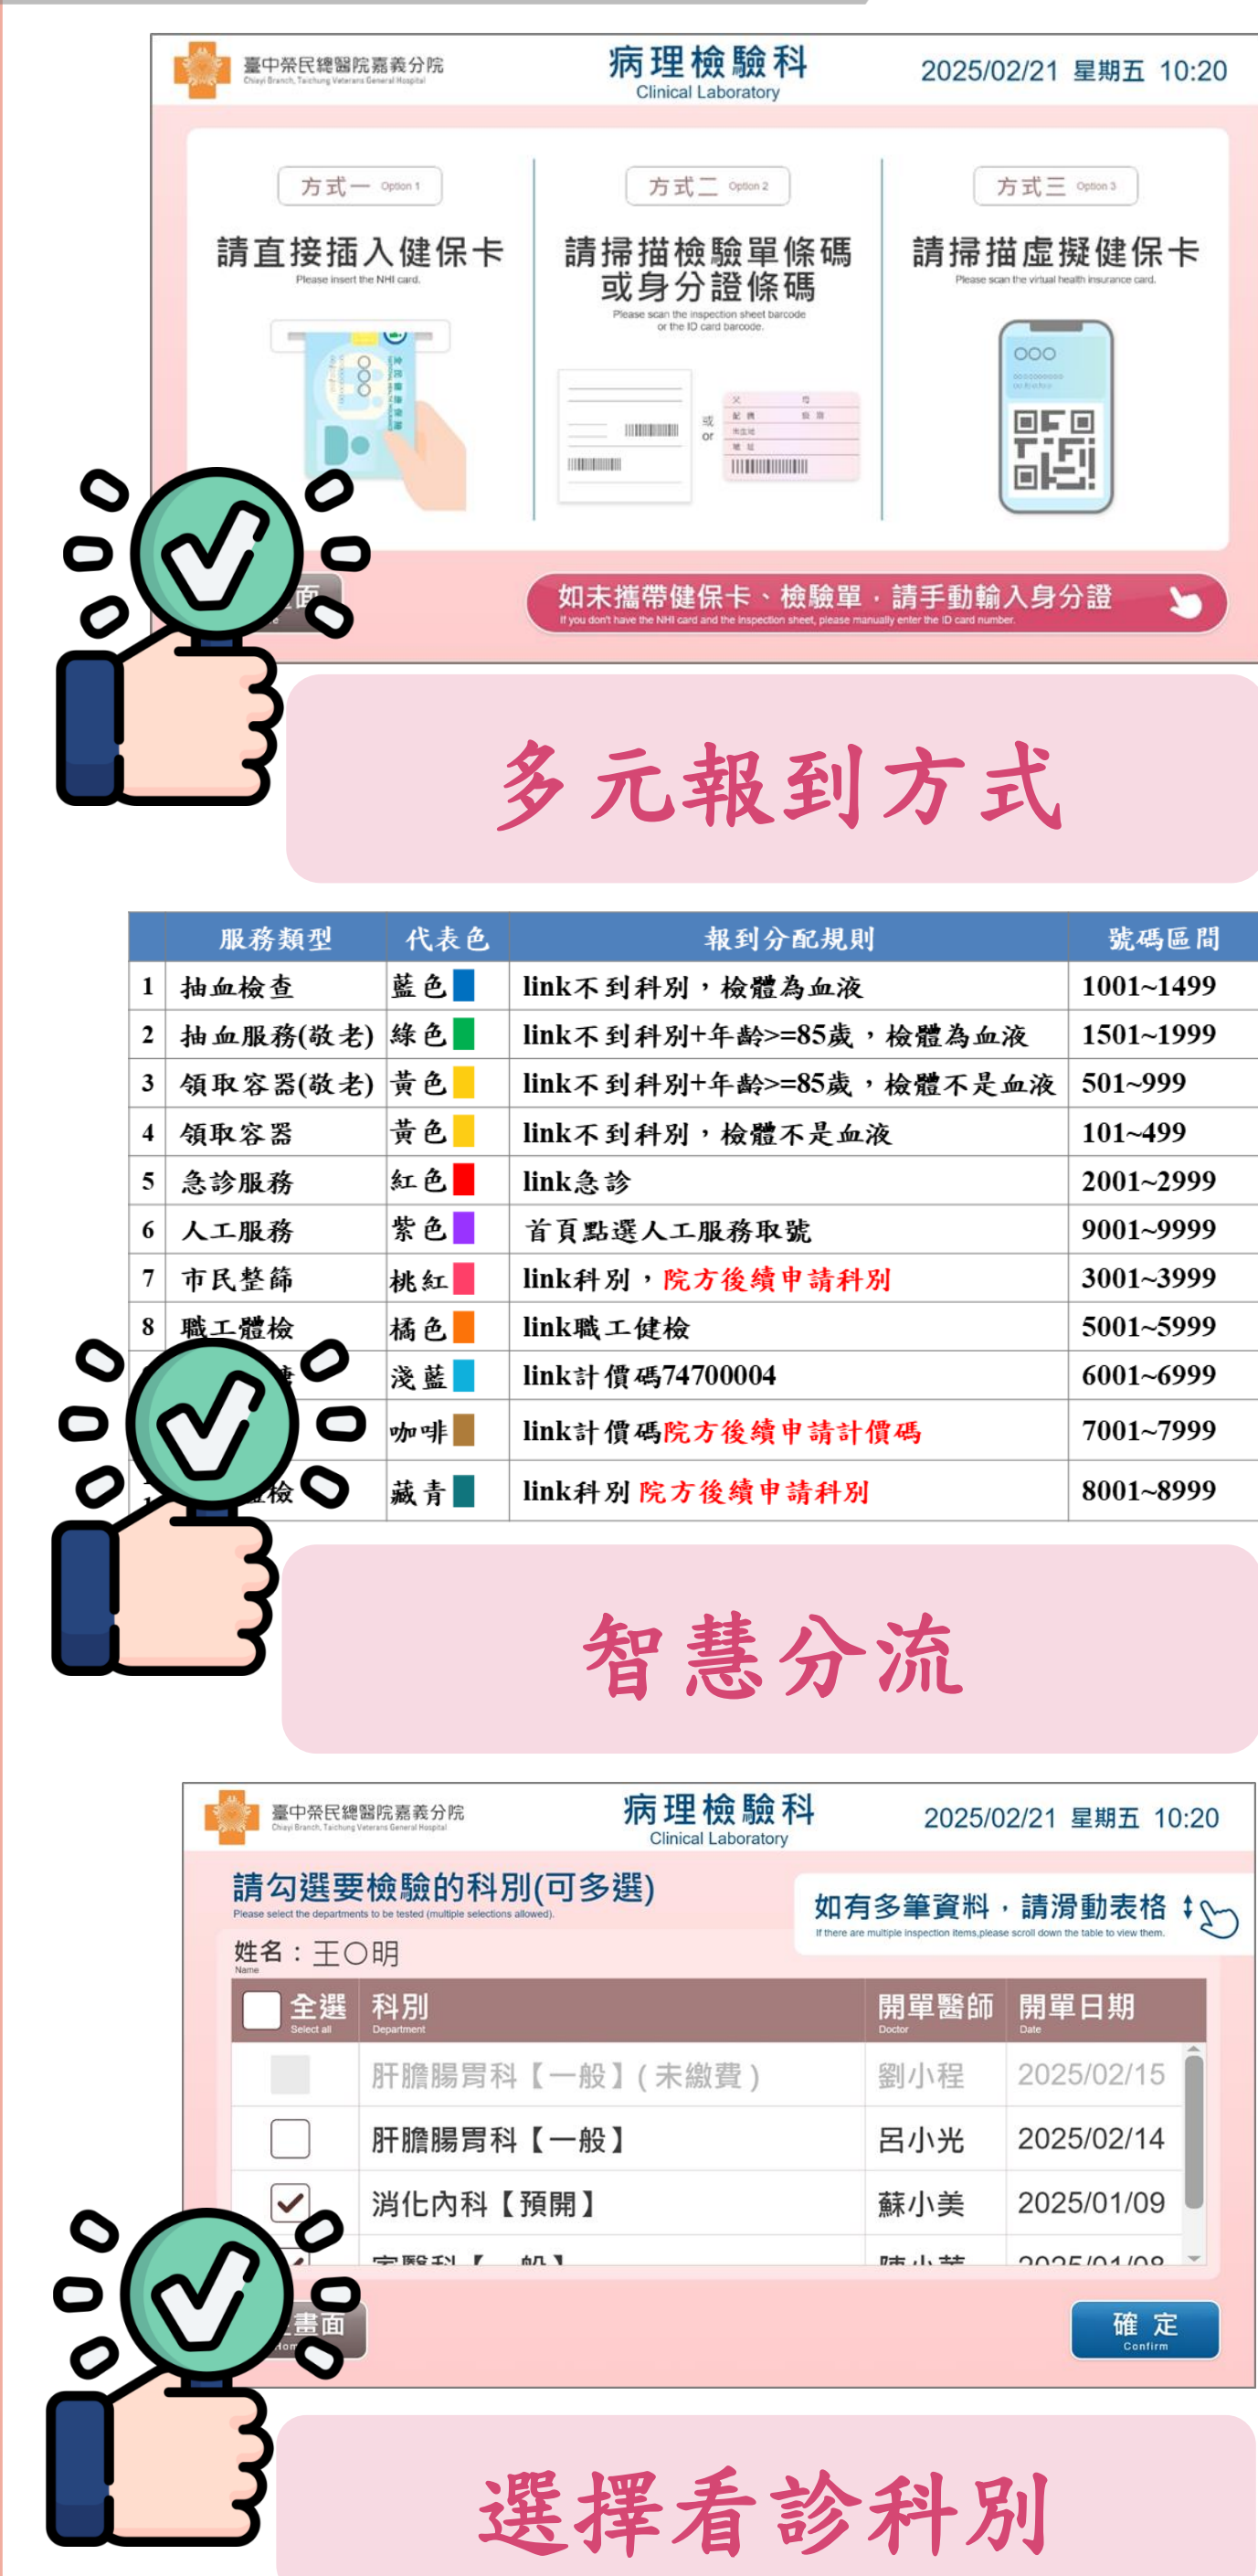 臺中榮民總醫院嘉義分院
Chiayi Branch, Taichung Veterans General Hospital
病理檢驗科
Clinical Laboratory
2025/02/21 星期五 10:20
方式一 Option 1
請直接插入健保卡
Please insert the NHI card.
方式二 Option 2
請掃描檢驗單條碼
或身分證條碼
Please scan the inspection sheet barcode
or the ID card barcode.
或
or
方式三 Option 3
請掃描虛擬健保卡
Please scan the virtual health insurance card.
面
如未攜帶健保卡、檢驗單,請手動輸入身分證
If you don't have the NHI card and the inspection sheet, please manually enter the ID card number.
多元報到方式
服務類型 代表色 報到分配規則 號碼區間
1 抽血檢查 藍色 link不到科別,檢體為血液 1001~1499
2 抽血服務(敬老) 綠色 link不到科別+年齡>=85歲,檢體為血液 1501~1999
3 領取容器(敬老) 黃色 link不到科別+年齡>=85歲,檢體不是血液 501~999
4 領取容器 黃色 link不到科別,檢體不是血液 101~499
5 急診服務 紅色 link急診 2001~2999
6 人工服務 紫色 首頁點選人工服務取號 9001~9999
7 市民整篩 桃紅 link科別,院方後續申請科別 3001~3999
8 職工體檢 橘色 link職工健檢 5001~5999
淺藍 link計價碼74700004 6001~6999
咖啡 link計價碼院方後續申請計價碼 7001~7999
檢 藏青 link科別 院方後續申請科別 8001~8999
智慧分流
臺中榮民總醫院嘉義分院
Chiayi Branch, Taichung Veterans General Hospital
病理檢驗科
Clinical Laboratory
2025/02/21 星期五 10:20
請勾選要檢驗的科別(可多選)
Please select the departments to be tested (multiple selections allowed).
如有多筆資料,請滑動表格
If there are multiple inspection items,please scroll down the table to view them.
姓名:王○明
Name
全選 科別 開單醫師 開單日期
Select all Department Doctor Date
肝膽腸胃科【一般】(未繳費) 劉小程 2025/02/15
肝膽腸胃科【一般】 呂小光 2025/02/14
消化內科【預開】 蘇小美 2025/01/09
畫面
確定
Confirm
選擇看診科別